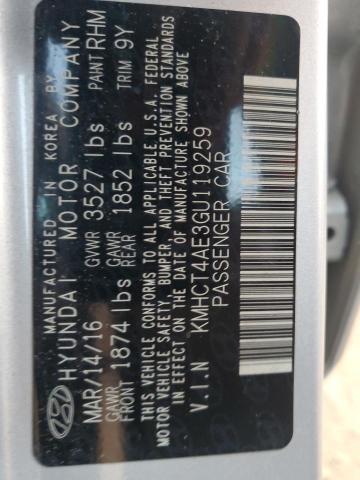 MANUFACTURED IN KOREA BY
HYUNDAI MOTOR COMPANY
MAR/14/16 GVWR 3527 lbs PAINT RHM
GAWR FRONT 1874 lbs GAWR REAR 1852 lbs TRIM 9Y
THIS VEHICLE CONFORMS TO ALL APPLICABLE U.S.A. FEDERAL
MOTOR VEHICLE SAFETY, BUMPER, AND THEFT PREVENTION STANDARDS
IN EFFECT ON THE DATE OF MANUFACTURE SHOWN ABOVE.
V.I.N KMHCT4AE3GU119259
PASSENGER CAR